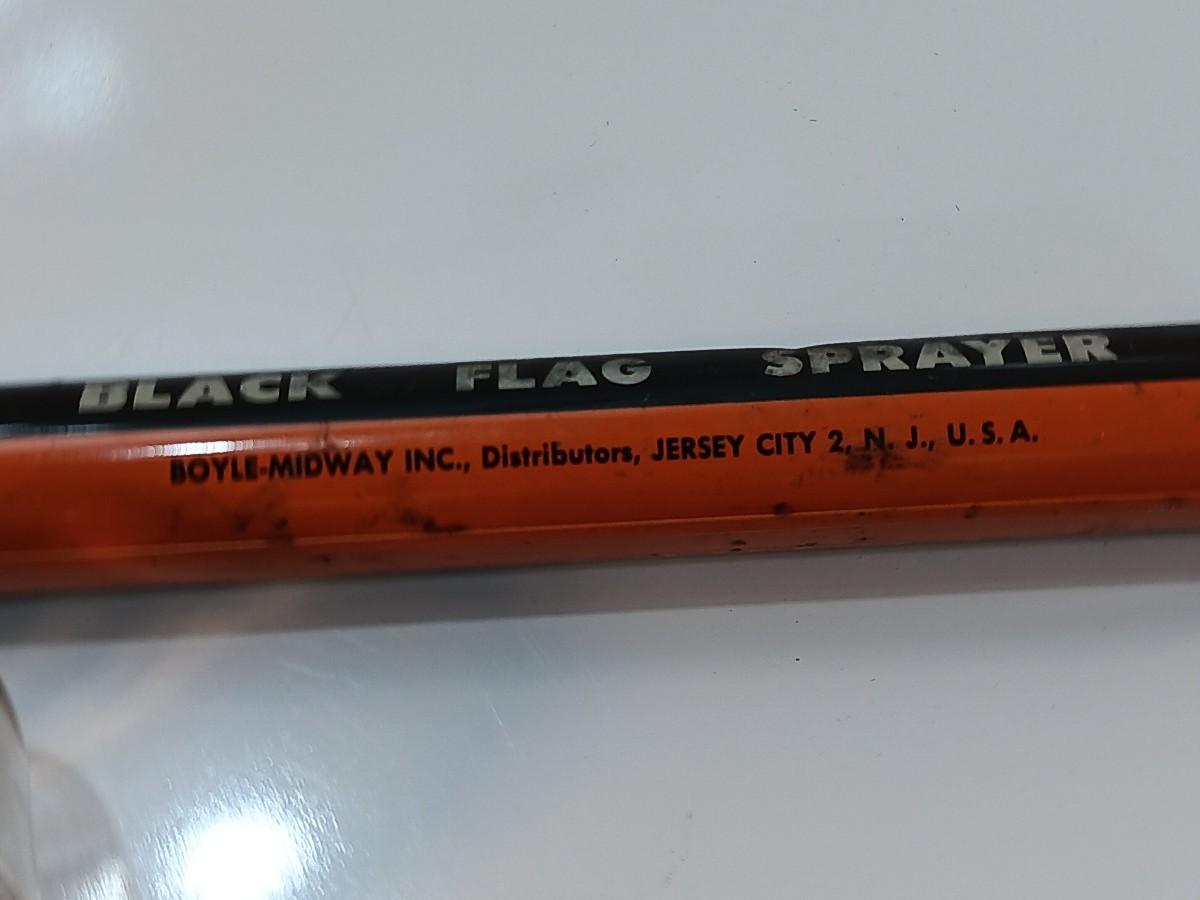 BLACK FLAG SPRAYER
BOYLE-MIDWAY INC., Distributors, JERSEY CITY 2, N. J., U.S.A.